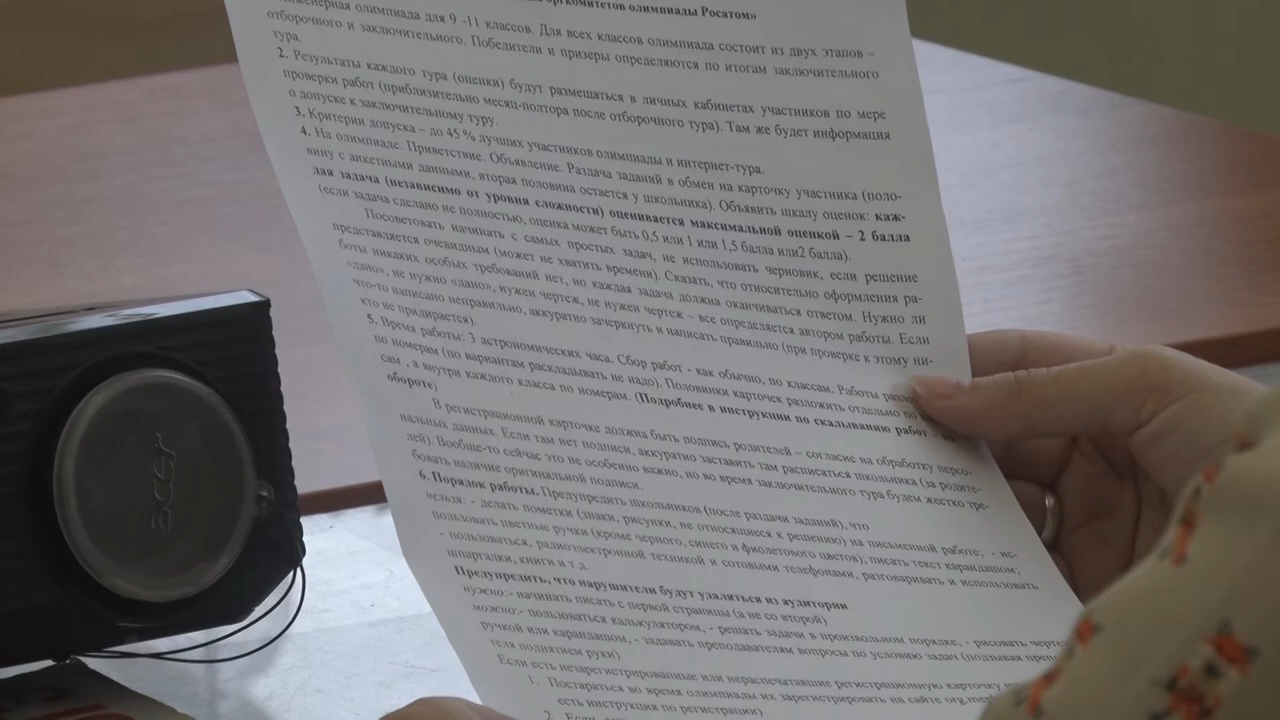 оргкомитетов олимпиады Росатом»
инженерная олимпиада для 9 -11 классов. Для всех классов олимпиада состоит из двух этапов –
отборочного и заключительного. Победители и призеры определяются по итогам заключительного
тура.
2. Результаты каждого тура (оценки) будут размещаться в личных кабинетах участников по мере
проверки работ (приблизительно месяц-полтора после отборочного тура). Там же будет информация
о допуске к заключительному туру.
3. Критерии допуска – до 45 % лучших участников олимпиады и интернет-тура.
4. На олимпиаде. Приветствие. Объявление. Раздача заданий в обмен на карточку участника (поло-
вину с анкетными данными, вторая половина остается у школьника). Объявить шкалу оценок: каж-
дая задача (независимо от уровня сложности) оценивается максимальной оценкой – 2 балла
(если задача сделано не полностью, оценка может быть 0,5 или 1 или 1,5 балла или2 балла).
Посоветовать начинать с самых простых задач, не использовать черновик, если решение
представляется очевидным (может не хватить времени). Сказать, что относительно оформления ра-
боты никаких особых требований нет, но каждая задача должна оканчиваться ответом. Нужно ли
«дано», не нужно «дано», нужен чертеж, не нужен чертеж – все определяется автором работы. Если
что-то написано неправильно, аккуратно зачеркнуть и написать правильно (при проверке к этому ни-
кто не придирается).
5. Время работы: 3 астрономических часа. Сбор работ - как обычно, по классам. Работы
по номерам (по вариантам раскладывать не надо). Половинки карточек разложить отдельно по
сам , а внутри каждого класса по номерам. (Подробнее в инструкции по скалыванию работ – на
обороте)
В регистрационной карточке должна быть подпись родителей – согласие на обработку персо-
нальных данных. Если там нет подписи, аккуратно заставить там расписаться школьника (за родите-
лей). Вообще-то сейчас это не особенно важно, но во время заключительного тура будем жестко тре-
бовать наличие оригинальной подписи.
6. Порядок работы. Предупредить школьников (после раздачи заданий), что
нельзя: - делать пометки (знаки, рисунки, не относящиеся к решению) на письменной работе; - ис-
пользовать цветные ручки (кроме черного, синего и фиолетового цветов), писать текст карандашом;
- пользоваться, радиоэлектронной техникой и сотовыми телефонами, разговаривать и использовать
шпаргалки, книги и т.д.
Предупредить, что нарушители будут удаляться из аудитории
нужно:- начинать писать с первой страницы (а не со второй)
можно:- пользоваться калькулятором, - решать задачи в произвольном порядке, - рисовать
ручкой или карандашом, - задавать преподавателям вопросы по условию задач (подзывая
теля поднятием руки)
Если есть незарегистрированные или нераспечатавшие регистрационную карточку
1. Постараться во время олимпиады их зарегистрировать на сайте
есть инструкция по регистрации)
2. Если
acer